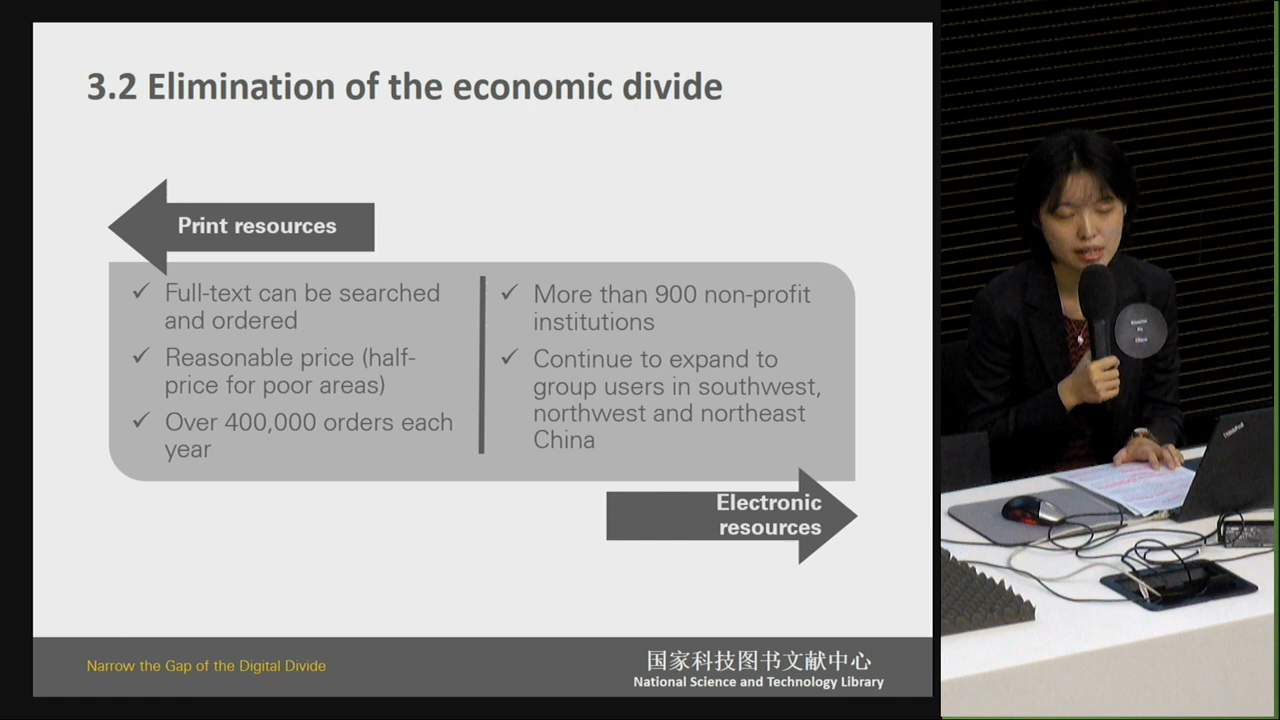 3.2 Elimination of the economic divide
Print resources
Full-text can be searched
and ordered
Reasonable price (half-
price for poor areas)
Over 400,000 orders each
year
More than 900 non-profit
institutions
Continue to expand to
group users in southwest,
northwest and northeast
China
Electronic
resources
Narrow the Gap of the Digital Divide
国家科技图书文献中心
National Science and Technology Library
ThinkPad